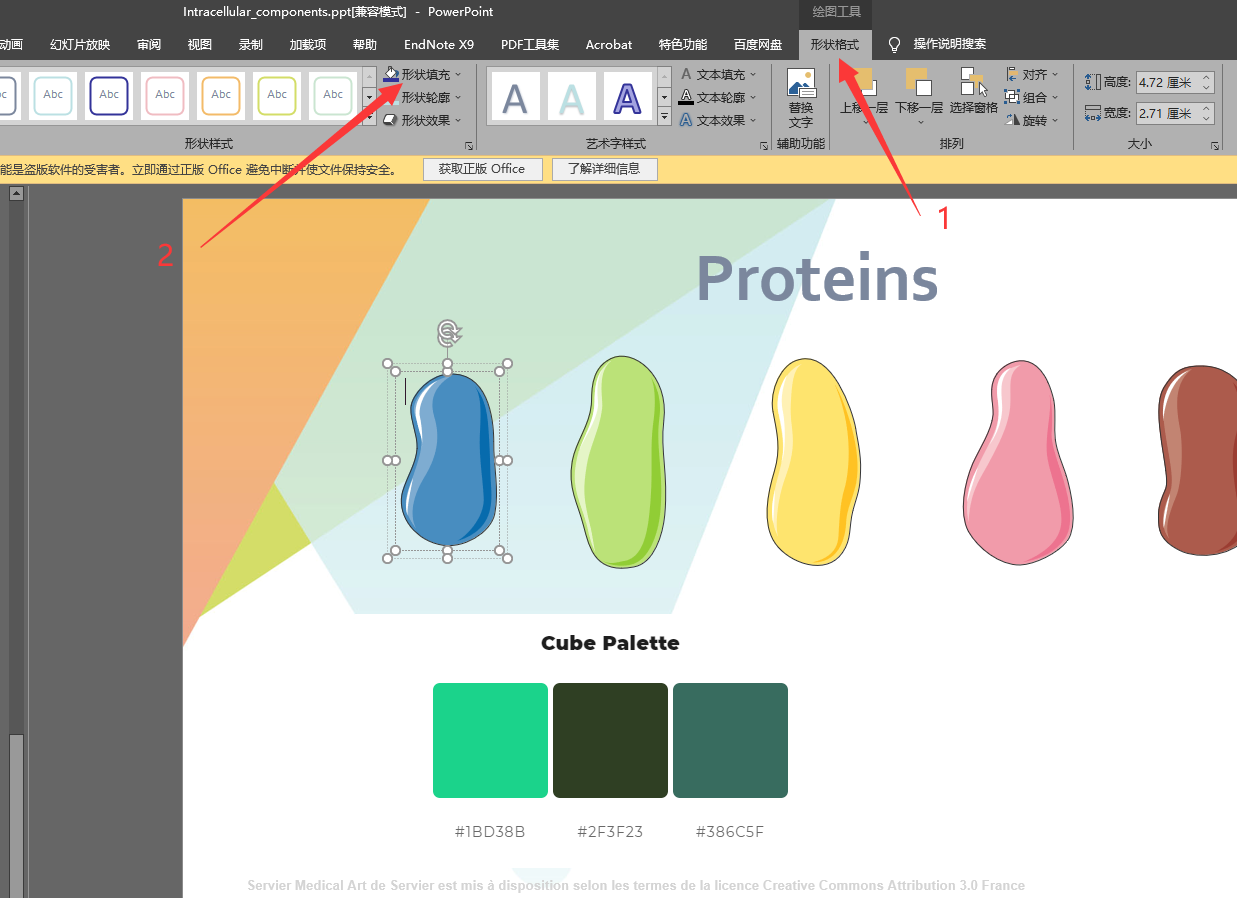 Intracellular_components.ppt[兼容模式] - PowerPoint
绘图工具
动画 幻灯片放映 审阅 视图 录制 加载项 帮助 EndNote X9 PDF工具集 Acrobat 特色功能 百度网盘 形状格式 操作说明搜索
Abc Abc Abc Abc Abc Abc
形状填充
形状轮廓
形状效果
形状样式
A A A
文本填充
文本轮廓
文本效果
艺术字样式
替换
文字
辅助功能
上移一层 下移一层 选择窗格
对齐
组合
旋转
排列
高度: 4.72 厘米
宽度: 2.71 厘米
大小
能是盗版软件的受害者。立即通过正版 Office 避免中断并使文件保持安全。 获取正版 Office 了解详细信息
1
2
Proteins
Cube Palette
#1BD38B #2F3F23 #386C5F
Servier Medical Art de Servier est mis à disposition selon les termes de la licence Creative Commons Attribution 3.0 France